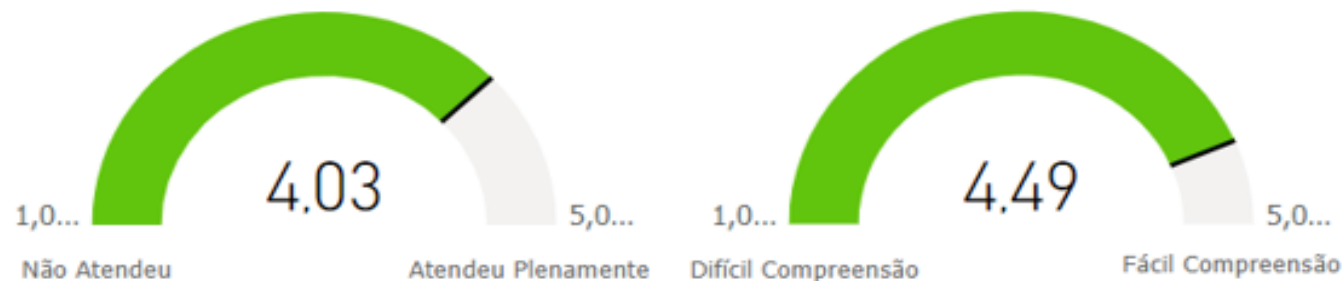 4,03
1,0... 5,0...
Não Atendeu Atendeu Plenamente
4,49
1,0... 5,0...
Difícil Compreensão Fácil Compreensão